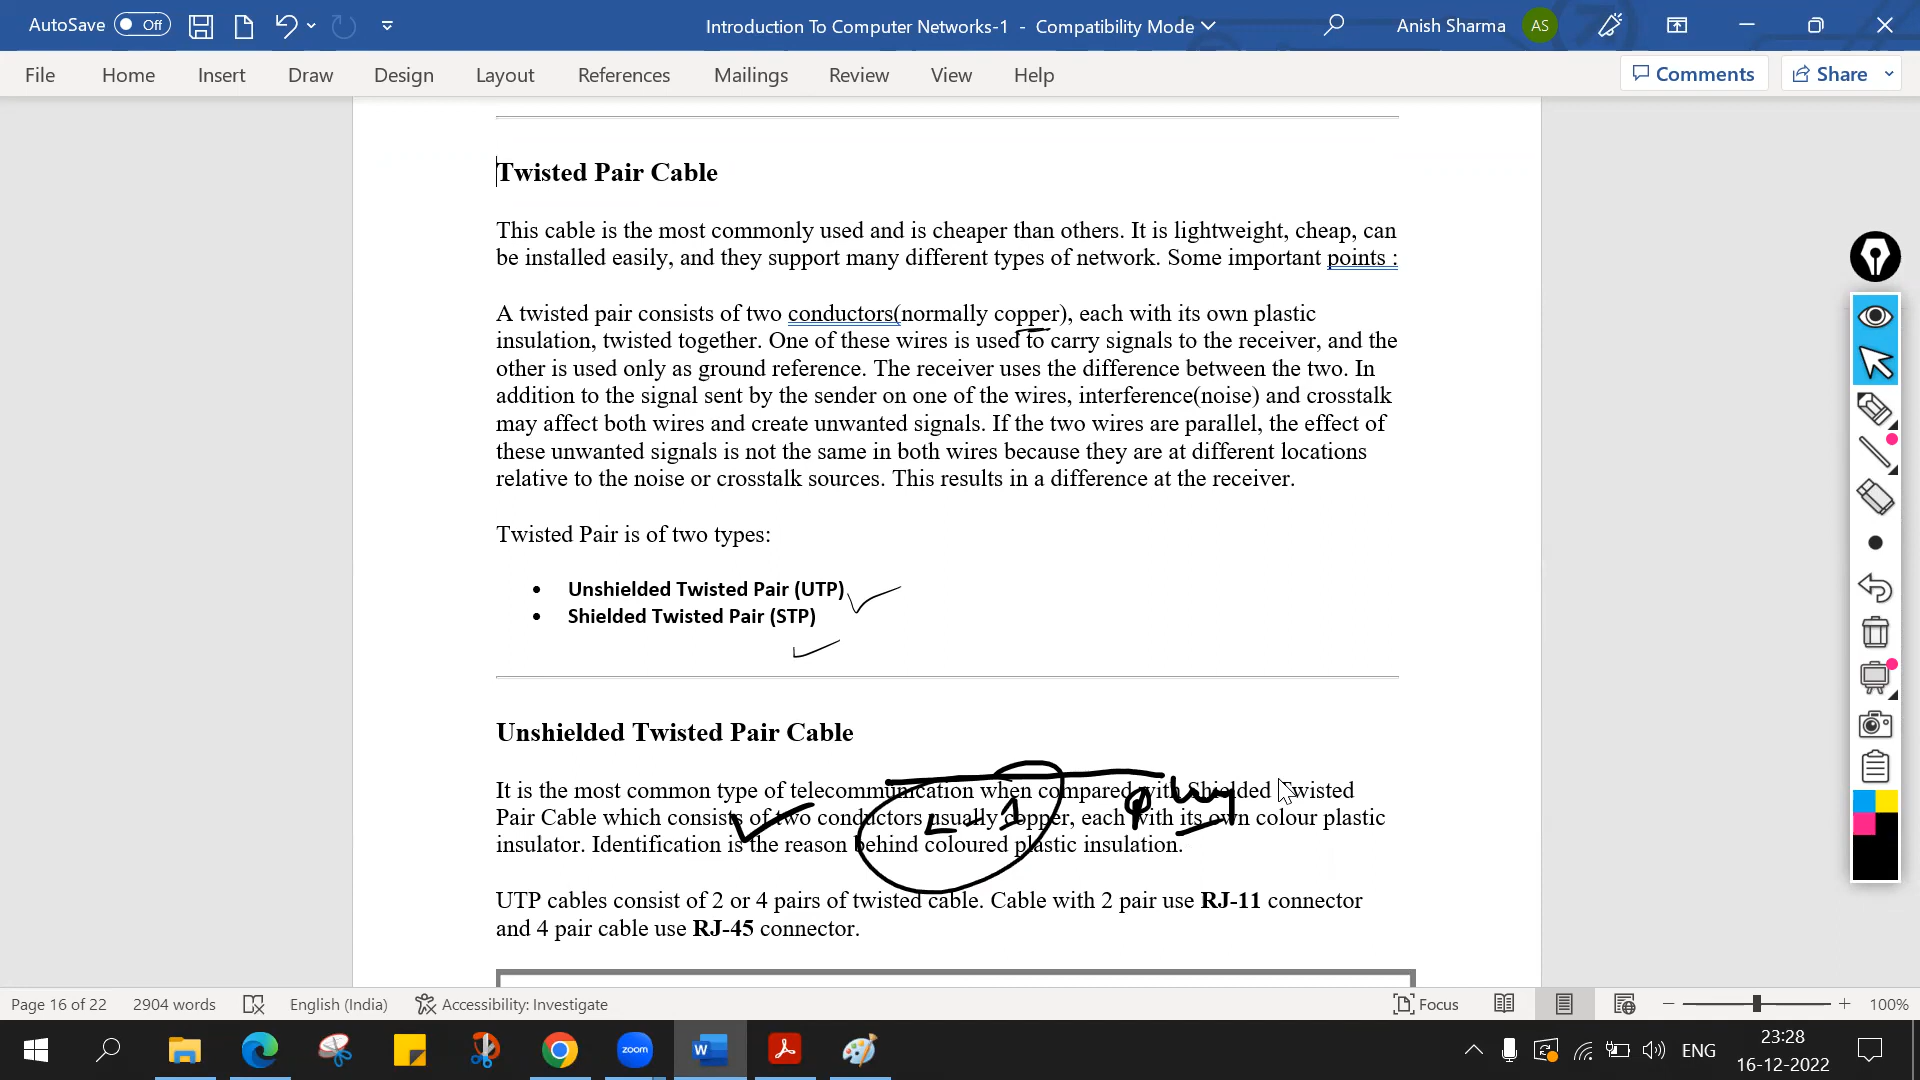 AutoSave Off
Introduction To Computer Networks-1 - Compatibility Mode
Anish Sharma AS
File Home Insert Draw Design Layout References Mailings Review View Help
Comments Share
Twisted Pair Cable
This cable is the most commonly used and is cheaper than others. It is lightweight, cheap, can
be installed easily, and they support many different types of network. Some important points :
A twisted pair consists of two conductors(normally copper), each with its own plastic
insulation, twisted together. One of these wires is used to carry signals to the receiver, and the
other is used only as ground reference. The receiver uses the difference between the two. In
addition to the signal sent by the sender on one of the wires, interference(noise) and crosstalk
may affect both wires and create unwanted signals. If the two wires are parallel, the effect of
these unwanted signals is not the same in both wires because they are at different locations
relative to the noise or crosstalk sources. This results in a difference at the receiver.
Twisted Pair is of two types:
• Unshielded Twisted Pair (UTP)
• Shielded Twisted Pair (STP)
Unshielded Twisted Pair Cable
It is the most common type of telecommunication when compared with Shielded Twisted
Pair Cable which consists of two conductors usually copper, each with its own colour plastic
insulator. Identification is the reason behind coloured plastic insulation.
L-1
UTP cables consist of 2 or 4 pairs of twisted cable. Cable with 2 pair use RJ-11 connector
and 4 pair cable use RJ-45 connector.
Page 16 of 22 2904 words English (India) Accessibility: Investigate Focus 100%
zoom
ENG
23:28
16-12-2022